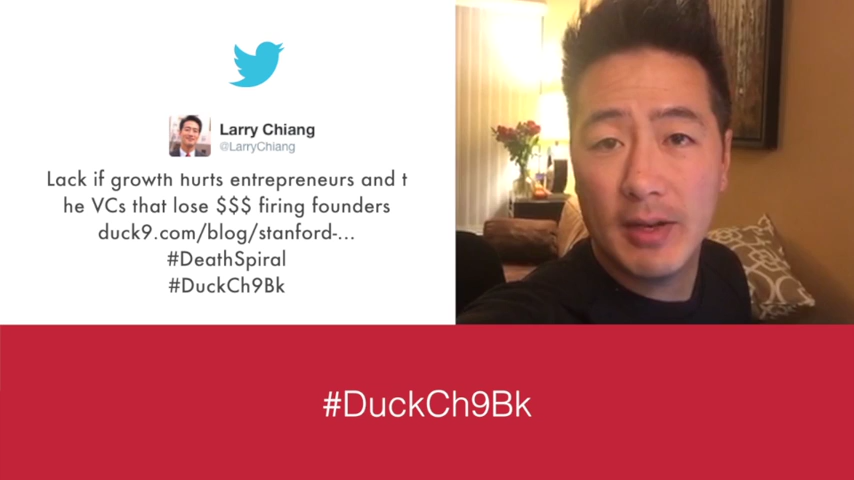 Larry Chiang
@LarryChiang
Lack if growth hurts entrepreneurs and t
he VCs that lose $$$ firing founders
duck9.com/blog/stanford-...
#DeathSpiral
#DuckCh9Bk
#DuckCh9Bk